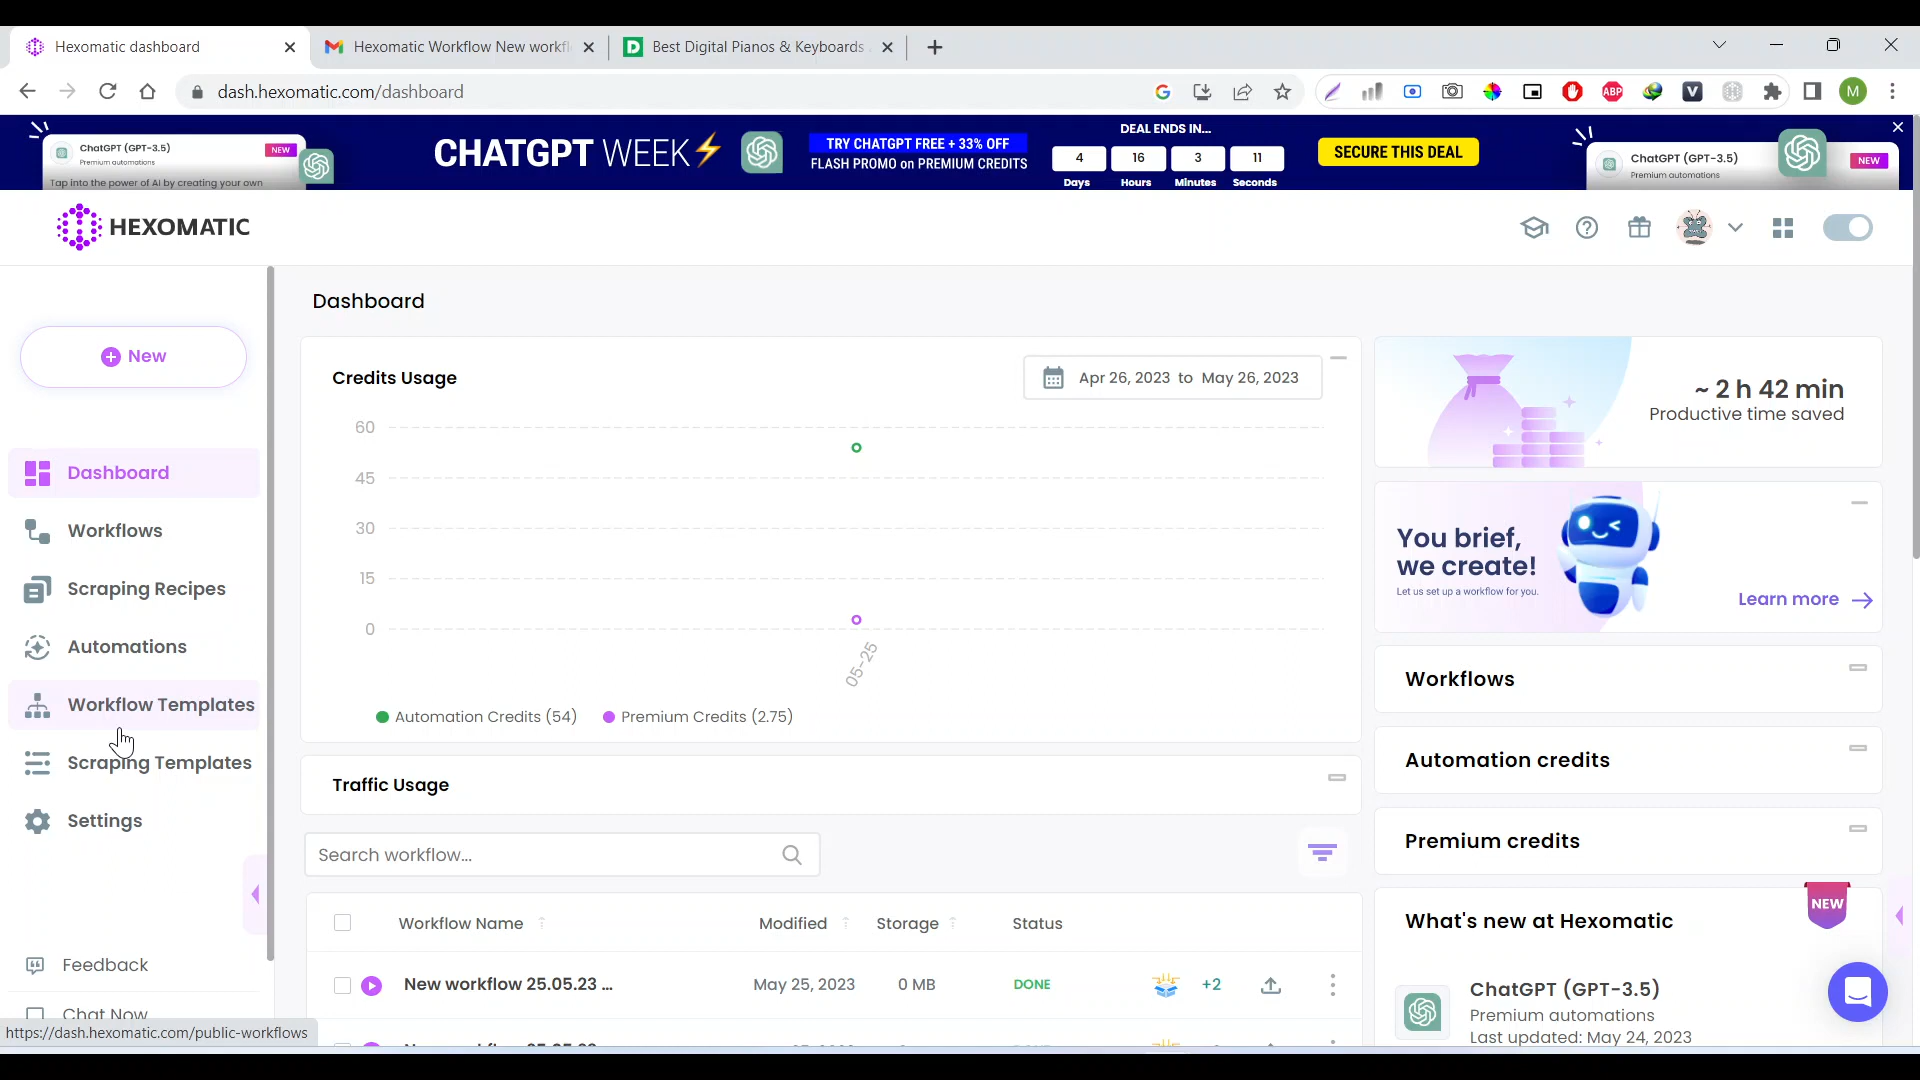 Hexomatic dashboard
Hexomatic Workflow New workfl
Best Digital Pianos & Keyboards
dash.hexomatic.com/dashboard
ChatGPT (GPT-3.5)
NEW
Premium automations
Tap into the power of AI by creating your own
CHATGPT WEEK
TRY CHATGPT FREE + 33% OFF
FLASH PROMO on PREMIUM CREDITS
DEAL ENDS IN...
4 16 3 11
Days Hours Minutes Seconds
SECURE THIS DEAL
ChatGPT (GPT-3.5)
Premium automations
NEW
HEXOMATIC
New
Dashboard
Workflows
Scraping Recipes
Automations
Workflow Templates
Scraping Templates
Settings
Feedback
Chat Now
https://dash.hexomatic.com/public-workflows
Dashboard
Credits Usage
Apr 26, 2023 to May 26, 2023
60
45
30
15
0
05-25
Automation Credits (54) Premium Credits (2.75)
Traffic Usage
Search workflow...
Workflow Name Modified Storage Status
New workflow 25.05.23 ... May 25, 2023 0 MB DONE +2
~ 2 h 42 min
Productive time saved
You brief,
we create!
Let us set up a workflow for you.
Learn more
Workflows
Automation credits
Premium credits
What's new at Hexomatic
NEW
ChatGPT (GPT-3.5)
Premium automations
Last updated: May 24, 2023